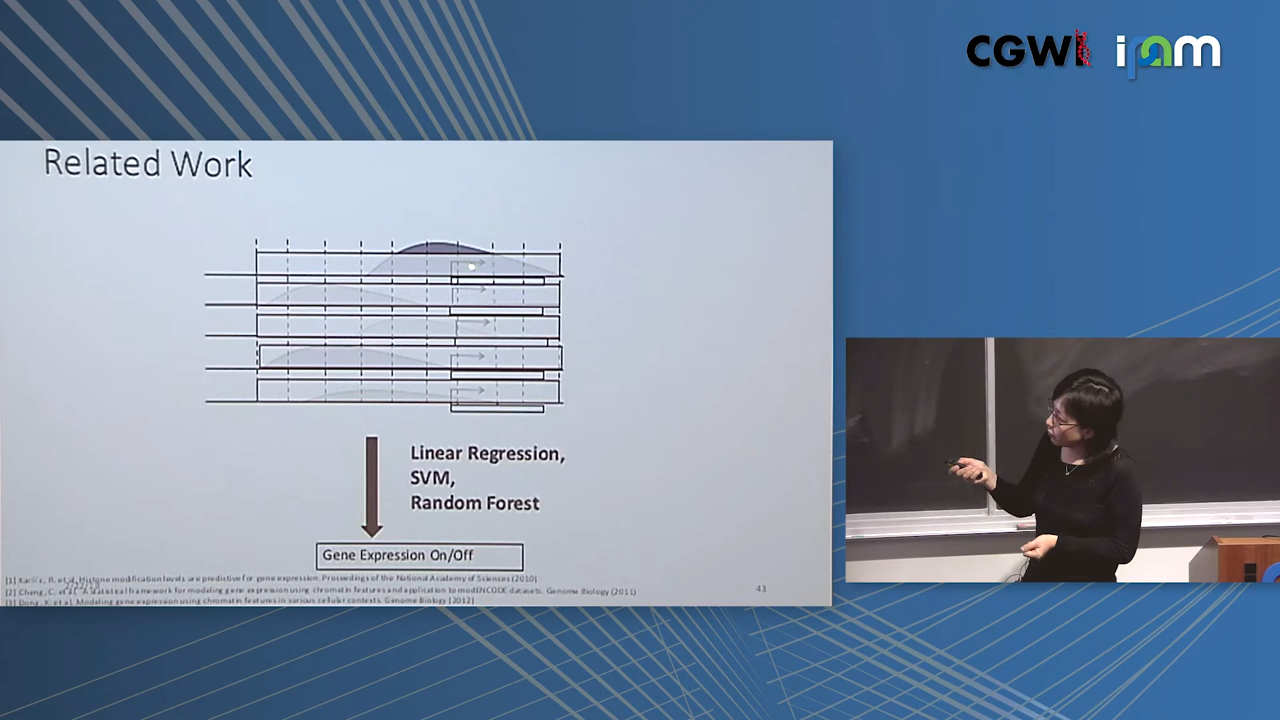 CGWI ipam
Related Work
Linear Regression,
SVM,
Random Forest
Gene Expression On/Off
[1] Karlic, R. et al. Histone modification levels are predictive for gene expression. Proceedings of the National Academy of Sciences (2010)
[2] Cheng, C. et al. A statistical framework for modeling gene expression using chromatin features and application to modENCODE datasets. Genome Biology (2011)
[3] Dong, X. et al. Modeling gene expression using chromatin features in various cellular contexts. Genome Biology (2012)
43